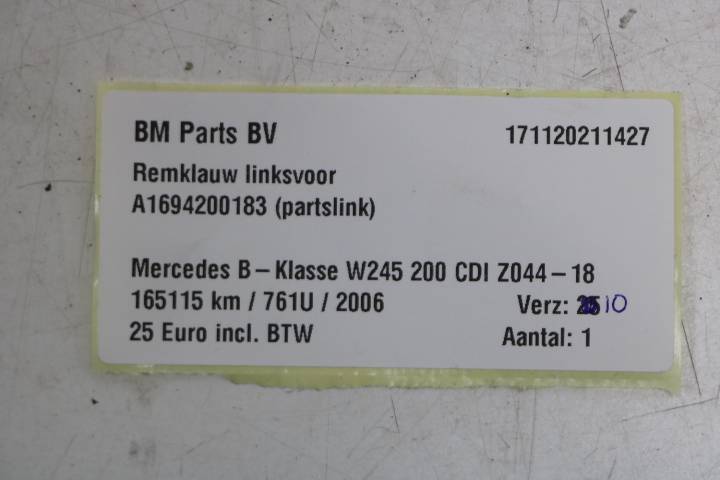 BM Parts BV 171120211427
Remklauw linksvoor
A1694200183 (partslink)
Mercedes B-Klasse W245 200 CDI Z044-18
165115 km / 761U / 2006 Verz: 10
25 Euro incl. BTW Aantal: 1